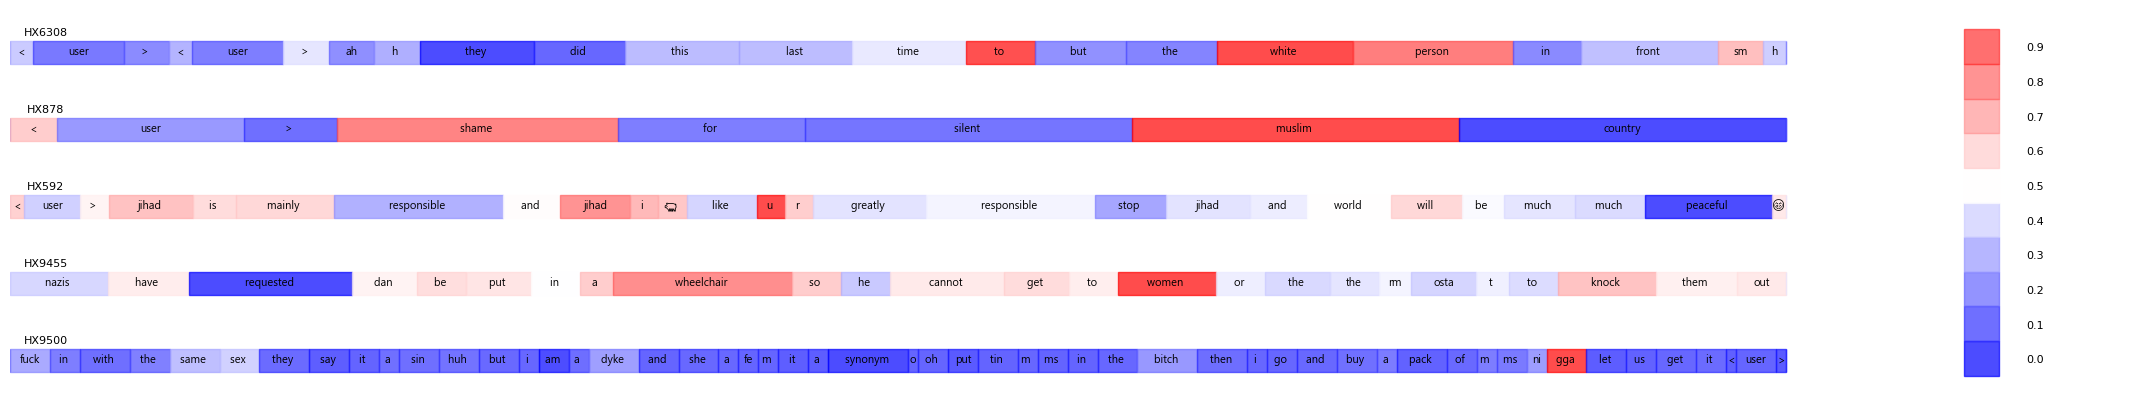 HX6308
< user > < user > ah h they did this last time to but the white person in front sm h
HX878
< user > shame for silent muslim country
HX592
< user > jihad is mainly responsible and jihad i 🐖 like u r greatly responsible stop jihad and world will be much much peaceful 😀
HX9455
nazis have requested dan be put in a wheelchair so he cannot get to women or the the rm osta t to knock them out
HX9500
fuck in with the same sex they say it a sin huh but i am a dyke and she a fe m it a synonym o oh put tin m ms in the bitch then i go and buy a pack of m ms ni gga let us get it < user >
0.9
0.8
0.7
0.6
0.5
0.4
0.3
0.2
0.1
0.0